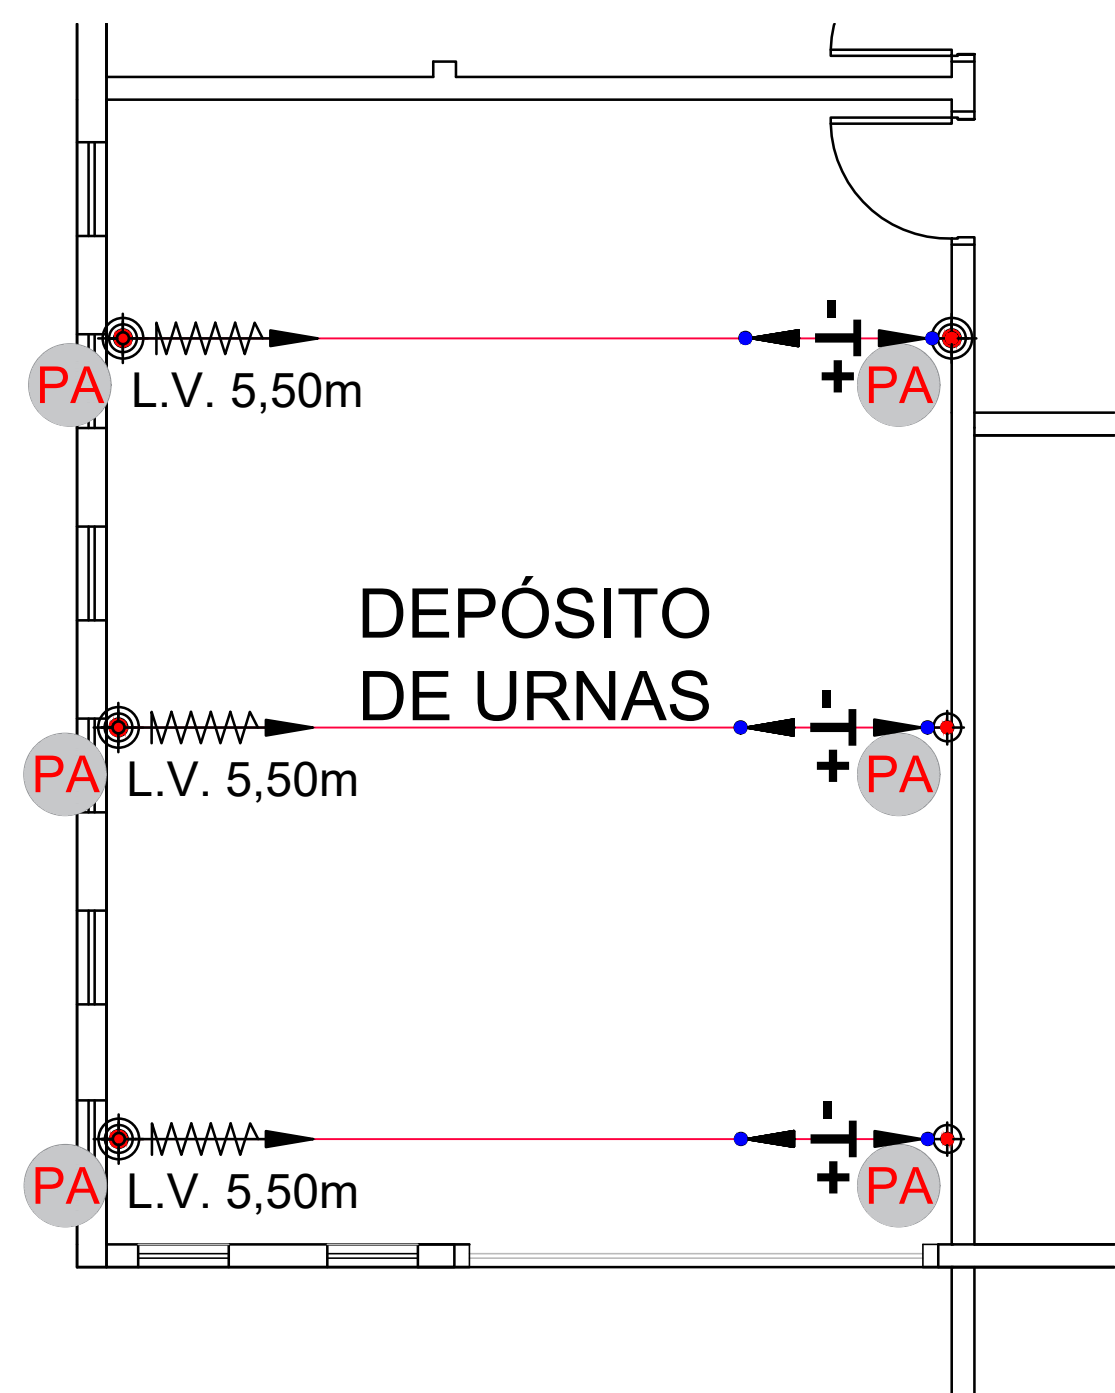 PA
L.V. 5,50m
-
+
PA
DEPÓSITO
DE URNAS
PA
L.V. 5,50m
-
+
PA
PA
L.V. 5,50m
-
+
PA